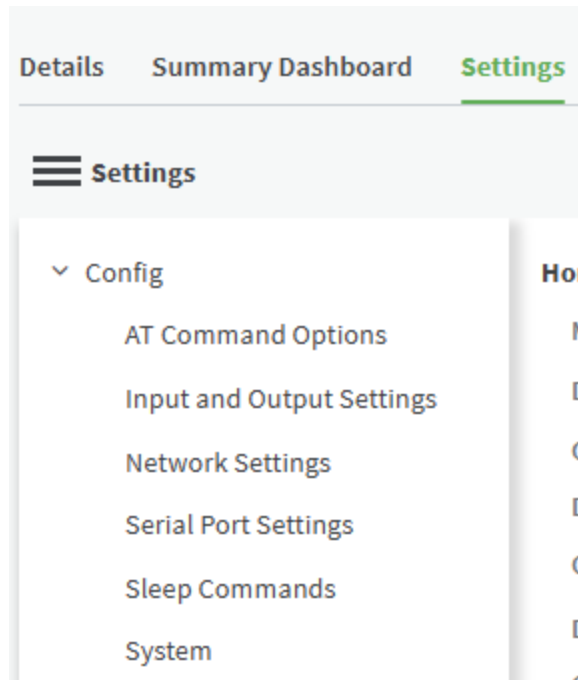 Details Summary Dashboard Settings
Settings
Config
AT Command Options
Input and Output Settings
Network Settings
Serial Port Settings
Sleep Commands
System